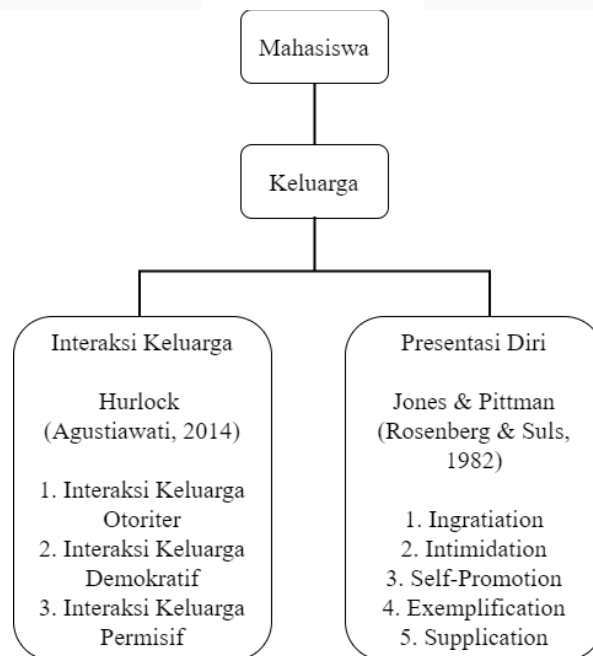 Mahasiswa
Keluarga
Interaksi Keluarga
Hurlock
(Agustiawati, 2014)
1. Interaksi Keluarga
Otoriter
2. Interaksi Keluarga
Demokratif
3. Interaksi Keluarga
Permisif
Presentasi Diri
Jones & Pittman
(Rosenberg & Suls,
1982)
1. Ingratiation
2. Intimidation
3. Self-Promotion
4. Exemplification
5. Supplication